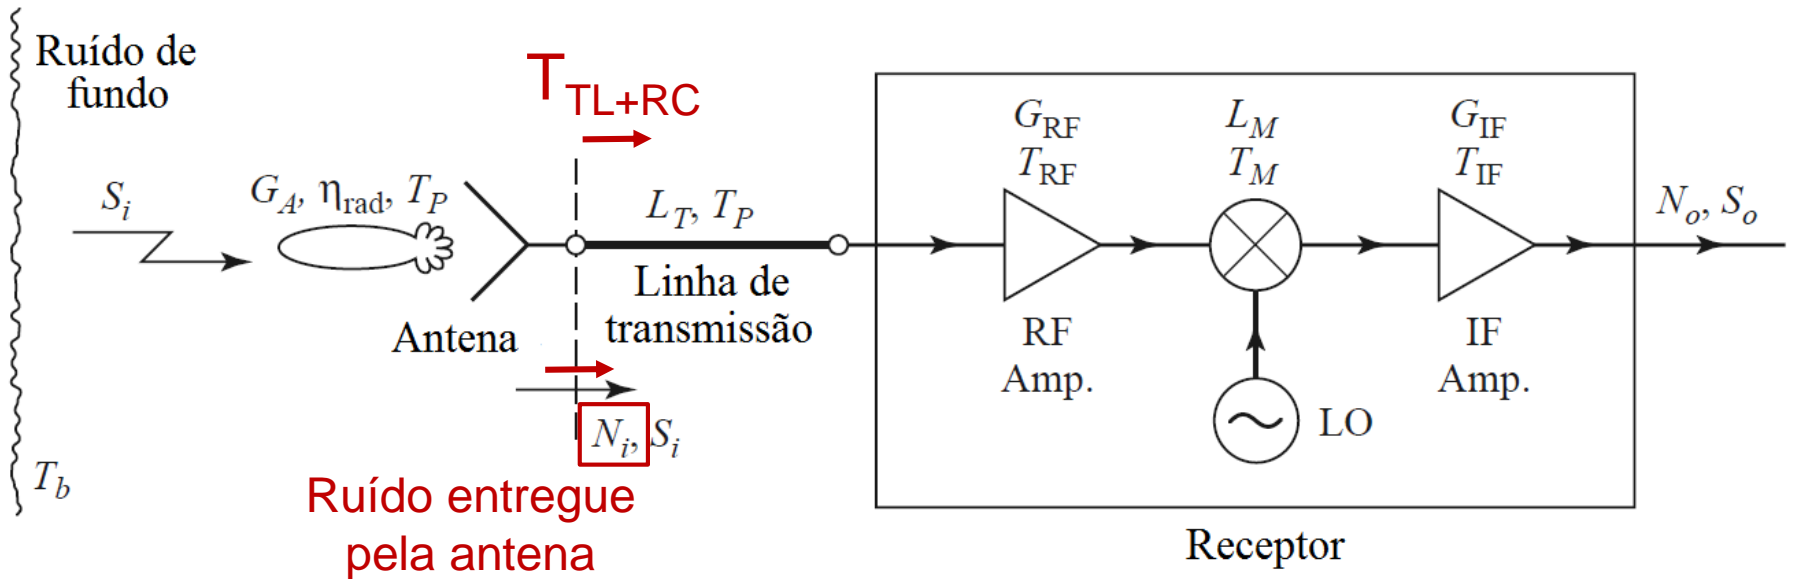 Ruído de
fundo
T_TL+RC
G_RF
T_RF
L_M
T_M
G_IF
T_IF
S_i
G_A, η_rad, T_P
L_T, T_P
N_o, S_o
Linha de
transmissão
Antena
RF
Amp.
IF
Amp.
N_i, S_i
LO
T_b
Ruído entregue
pela antena
Receptor